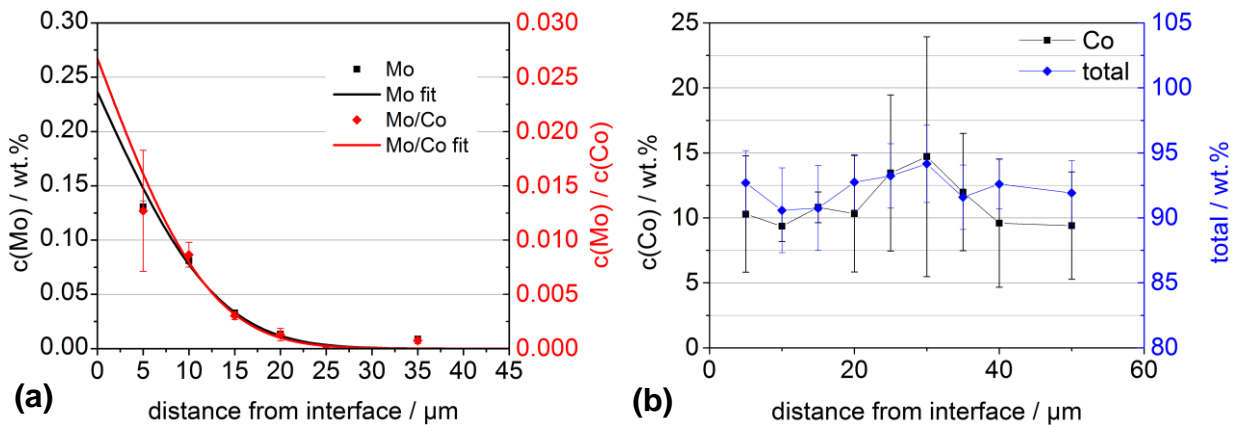 0.30
0.25
0.20
0.15
0.10
0.05
0.00
c(Mo) / wt.%
Mo
Mo fit
Mo/Co
Mo/Co fit
0.030
0.025
0.020
0.015
0.010
0.005
0.000
c(Mo) / c(Co)
0 5 10 15 20 25 30 35 40 45
distance from interface / µm
(a)
25
20
15
10
5
0
c(Co) / wt.%
Co
total
105
100
95
90
85
80
total / wt.%
0 20 40 60
distance from interface / µm
(b)